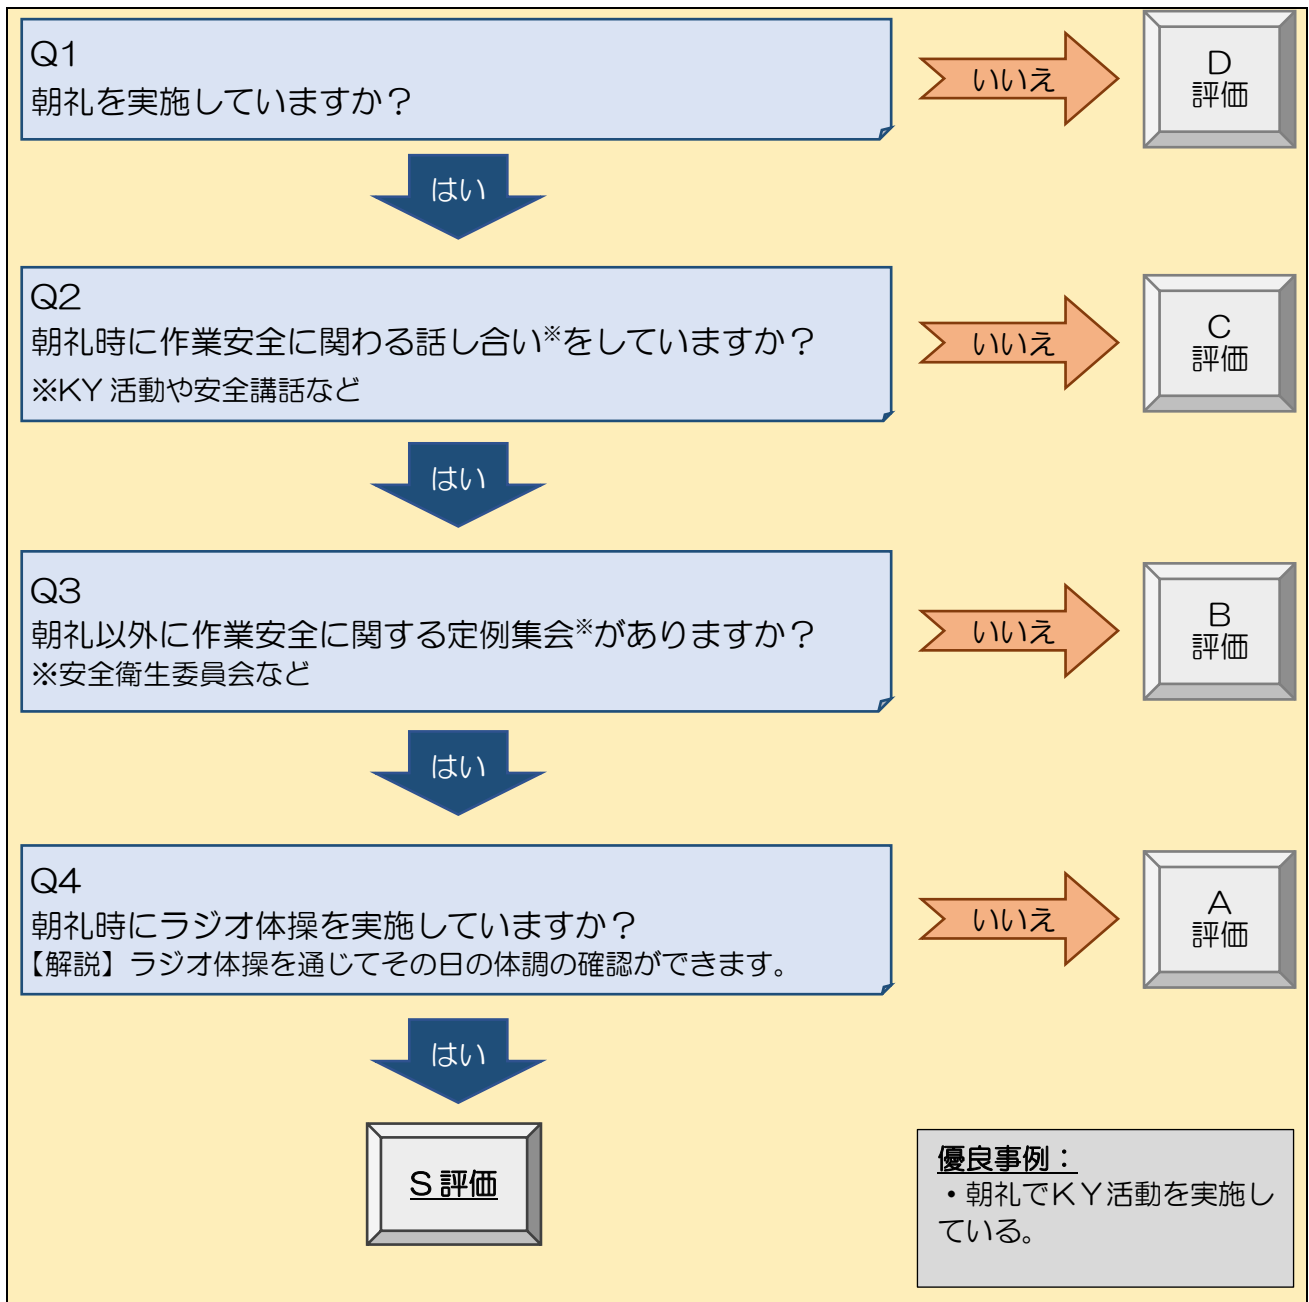 Q1
朝礼を実施していますか？
いいえ
D
評価
はい
Q2
朝礼時に作業安全に関わる話し合い※をしていますか？
※KY 活動や安全講話など
いいえ
C
評価
はい
Q3
朝礼以外に作業安全に関する定例集会※がありますか？
※安全衛生委員会など
いいえ
B
評価
はい
Q4
朝礼時にラジオ体操を実施していますか？
【解説】ラジオ体操を通じてその日の体調の確認ができます。
いいえ
A
評価
はい
S 評価
優良事例：
・朝礼でＫＹ活動を実施し
ている。